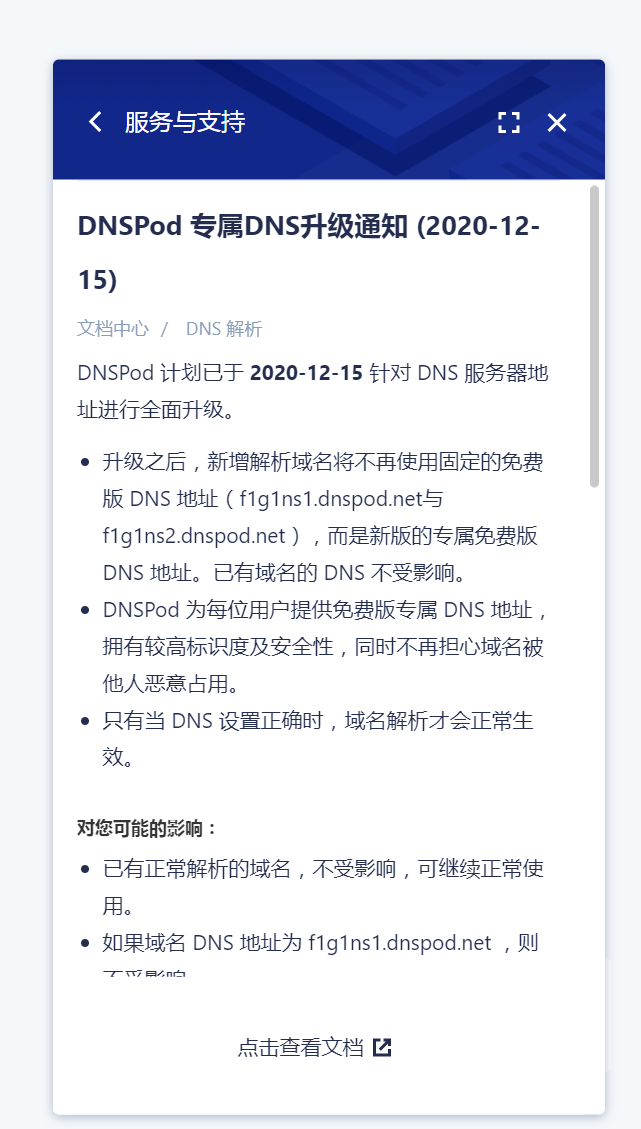 服务与支持
DNSPod 专属DNS升级通知 (2020-12-
15)
文档中心 / DNS 解析
DNSPod 计划已于 2020-12-15 针对 DNS 服务器地
址进行全面升级。
升级之后，新增解析域名将不再使用固定的免费
版 DNS 地址（f1g1ns1.dnspod.net与
f1g1ns2.dnspod.net），而是新版的专属免费版
DNS 地址。已有域名的 DNS 不受影响。
DNSPod 为每位用户提供免费版专属 DNS 地址，
拥有较高标识度及安全性，同时不再担心域名被
他人恶意占用。
只有当 DNS 设置正确时，域名解析才会正常生
效。
对您可能的影响：
已有正常解析的域名，不受影响，可继续正常使
用。
如果域名 DNS 地址为 f1g1ns1.dnspod.net ，则
不受影响
点击查看文档